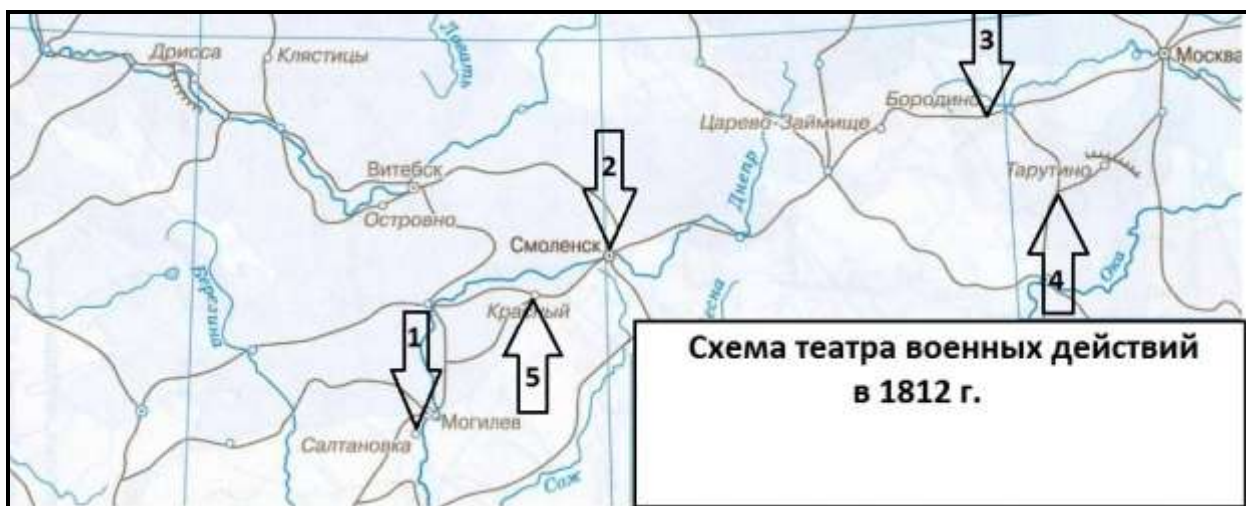 Дрисса
Клястицы
Ловать
3
Москва
Бородино
Царево-Займище
2
Витебск
Днепр
Тарутино
Островно
Смоленск
Ока
4
Березина
Красный
1
5
Могилев
Салтановка
Сож
Схема театра военных действий
в 1812 г.